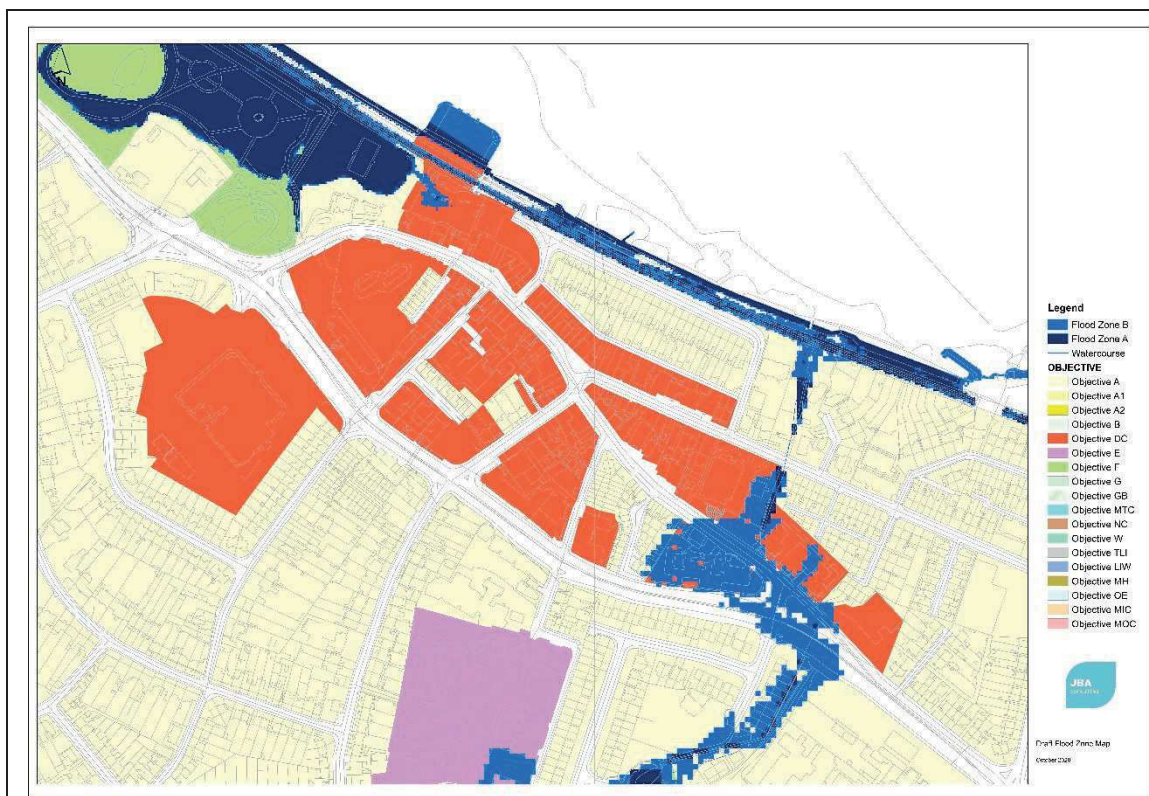 N
Legend
Flood Zone B
Flood Zone A
Watercourse
OBJECTIVE
Objective A
Objective A1
Objective A2
Objective B
Objective DC
Objective E
Objective F
Objective G
Objective GB
Objective MTC
Objective NC
Objective W
Objective TLI
Objective LIW
Objective MH
Objective OE
Objective MIC
Objective MOC
JBA
consulting
Draft Flood Zone Map